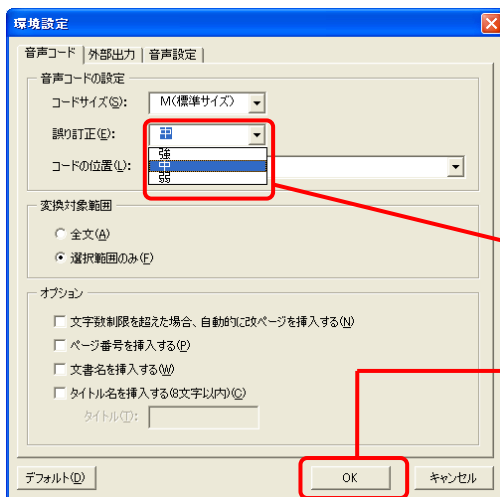 環境設定
音声コード 外部出力 音声設定
音声コードの設定
コードサイズ(S): M(標準サイズ)
誤り訂正(E): 中
強
中
弱
コードの位置(L):
変換対象範囲
全文(A)
選択範囲のみ(F)
オプション
文字数制限を超えた場合、自動的に改ページを挿入する(N)
ページ番号を挿入する(P)
文書名を挿入する(W)
タイトル名を挿入する(8文字以内)(C)
タイトル(T):
デフォルト(D) OK キャンセル